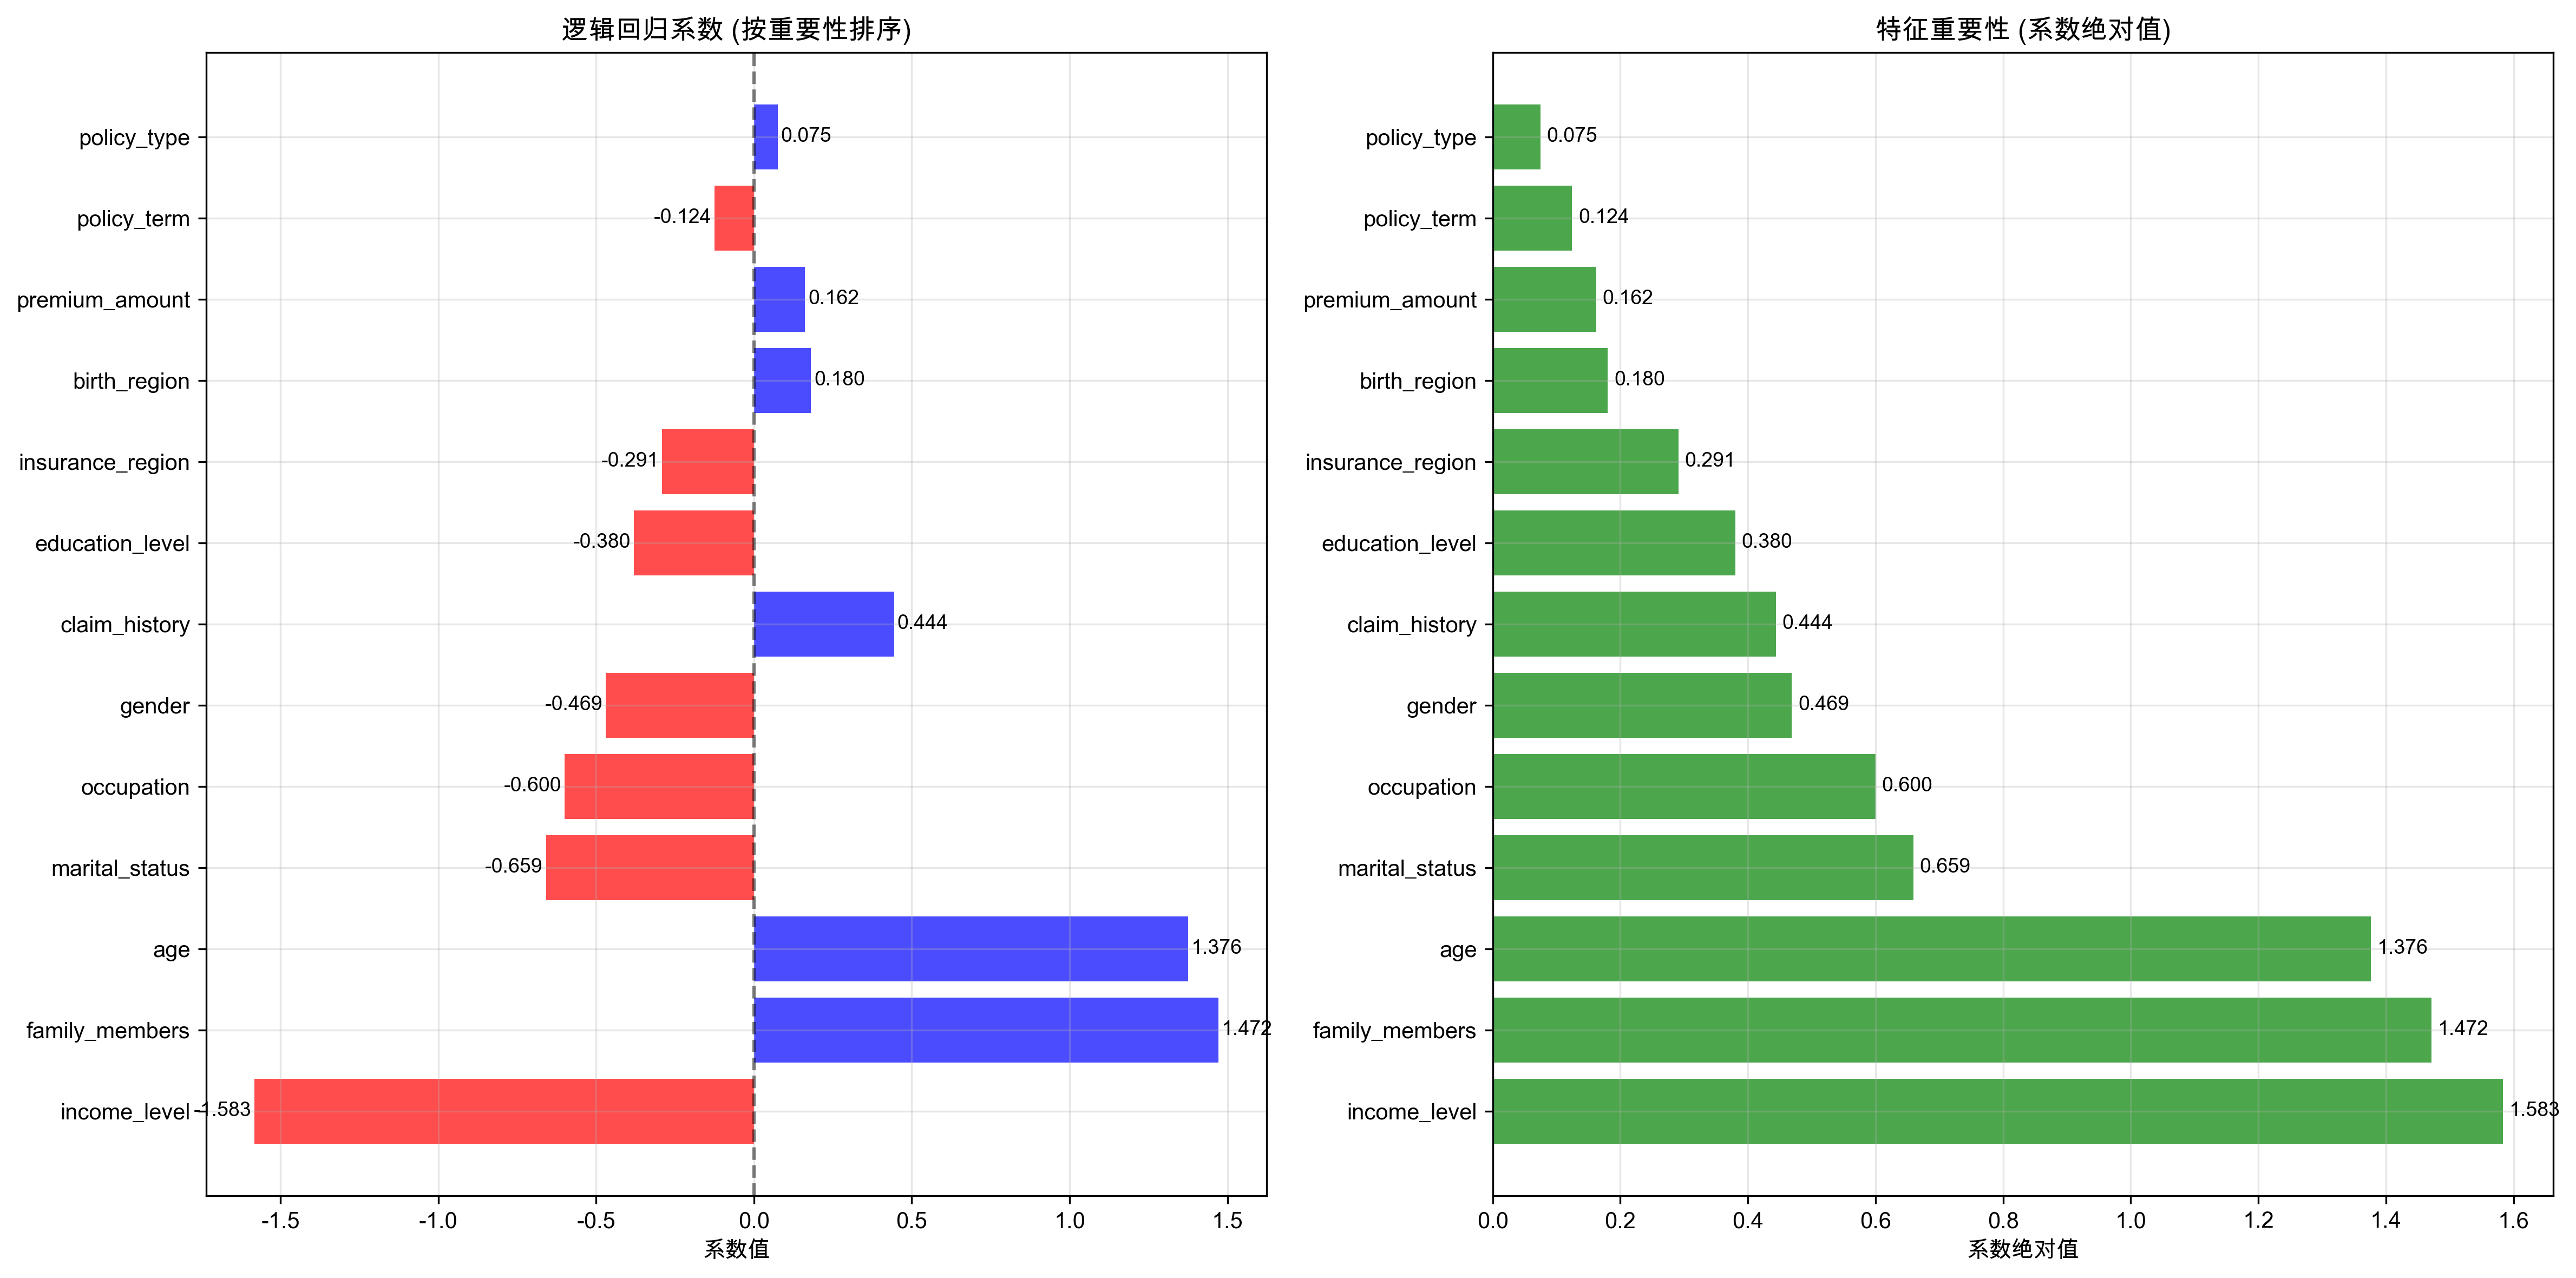 逻辑回归系数 (按重要性排序)
policy_type
0.075
policy_term
-0.124
premium_amount
0.162
birth_region
0.180
insurance_region
-0.291
education_level
-0.380
claim_history
0.444
gender
-0.469
occupation
-0.600
marital_status
-0.659
age
1.376
family_members
1.472
income_level
-1.583
-1.5 -1.0 -0.5 0.0 0.5 1.0 1.5
系数值
特征重要性 (系数绝对值)
policy_type
0.075
policy_term
0.124
premium_amount
0.162
birth_region
0.180
insurance_region
0.291
education_level
0.380
claim_history
0.444
gender
0.469
occupation
0.600
marital_status
0.659
age
1.376
family_members
1.472
income_level
1.583
0.0 0.2 0.4 0.6 0.8 1.0 1.2 1.4 1.6
系数绝对值